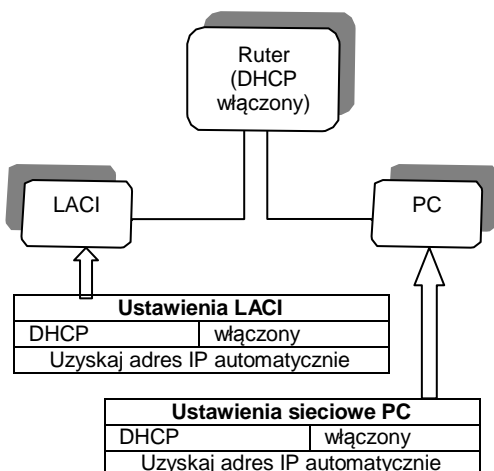 Ruter
(DHCP
włączony)
LACI
PC
Ustawienia LACI
DHCP włączony
Uzyskaj adres IP automatycznie
Ustawienia sieciowe PC
DHCP włączony
Uzyskaj adres IP automatycznie